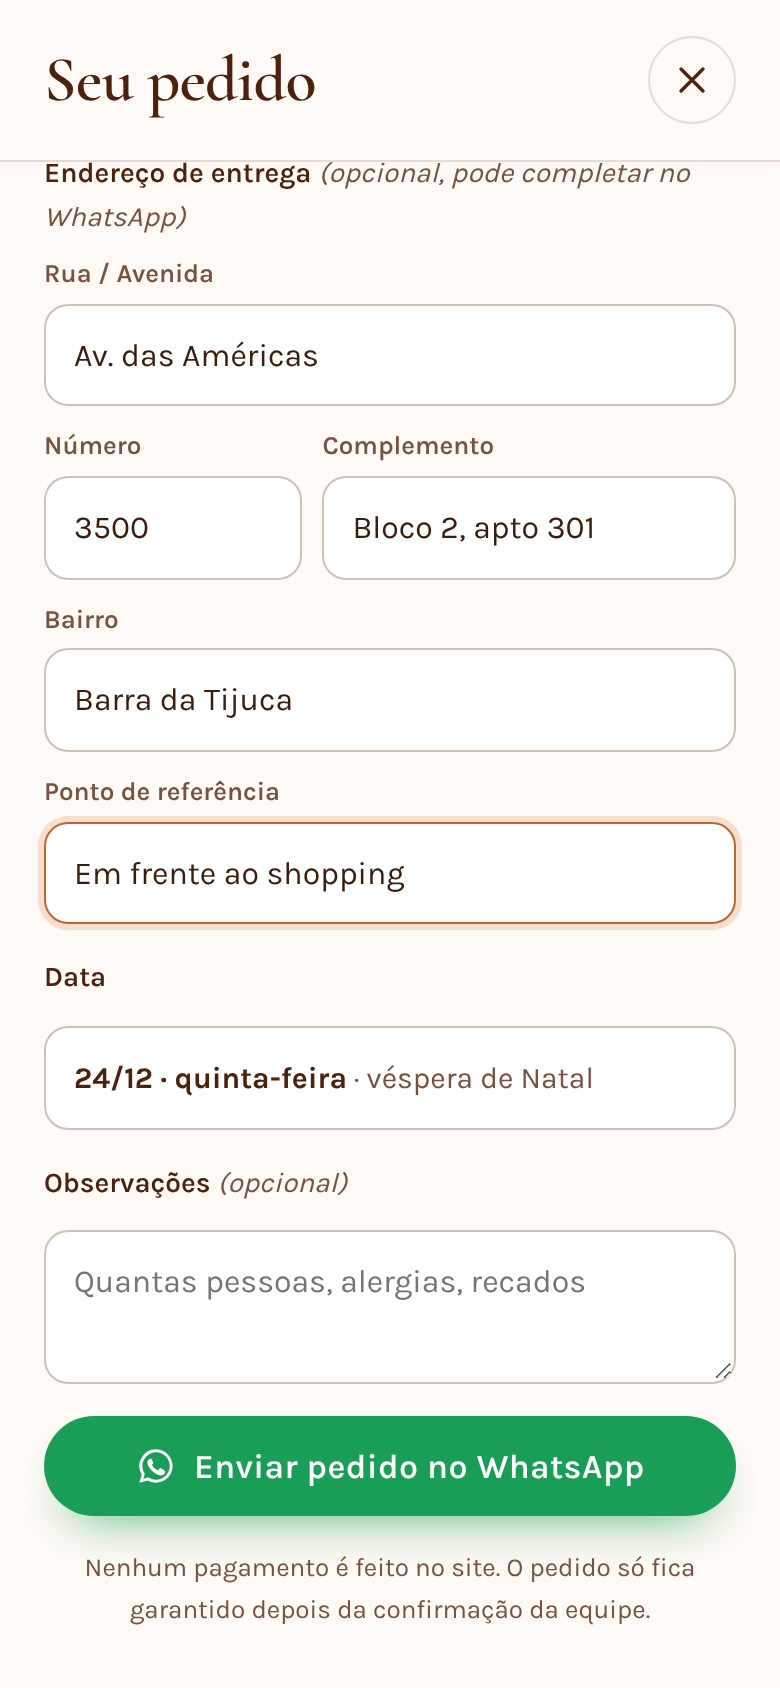 Seu pedido
Endereço de entrega (opcional, pode completar no
WhatsApp)
Rua / Avenida
Av. das Américas
Número
Complemento
3500
Bloco 2, apto 301
Bairro
Barra da Tijuca
Ponto de referência
Em frente ao shopping
Data
24/12 · quinta-feira · véspera de Natal
Observações (opcional)
Quantas pessoas, alergias, recados
Enviar pedido no WhatsApp
Nenhum pagamento é feito no site. O pedido só fica
garantido depois da confirmação da equipe.